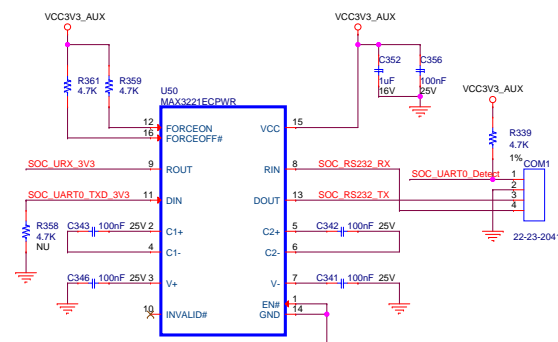 VCC3V3_AUX
VCC3V3_AUX
R361
4.7K
R359
4.7K
C352
1uF
16V
C356
100nF
25V
VCC3V3_AUX
U50
MAX3221ECPWR
R339
4.7K
1%
12 FORCEON
16 FORCEOFF#
VCC 15
COM1
SOC_URX_3V3 9 ROUT
RIN 8 SOC_RS232_RX
SOC_UART0_Detect 1
2
3
4
SOC_UART0_TXD_3V3 11 DIN
DOUT 13 SOC_RS232_TX
R358
4.7K
NU
C343 100nF 25V 2 C1+
C2+ 5 C342 100nF 25V
22-23-2041
4 C1-
C2- 6
C346 100nF 25V 3 V+
V- 7 C341 100nF 25V
EN# 1
10 INVALID#
GND 14